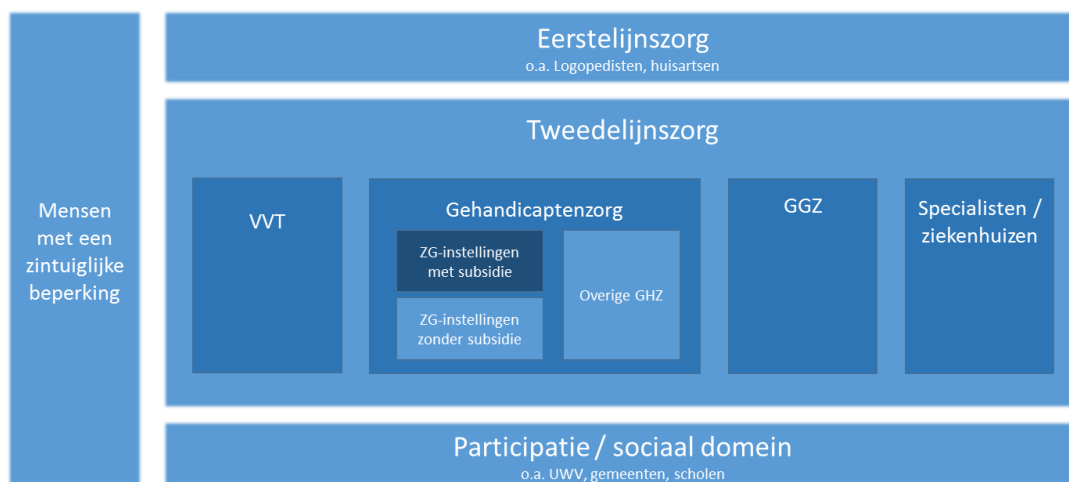 Mensen
met een
zintuiglijke
beperking
Eerstelijnszorg
o.a. Logopedisten, huisartsen
Tweedelijnszorg
VVT
Gehandicaptenzorg
ZG-instellingen
met subsidie
ZG-instellingen
zonder subsidie
Overige GHZ
GGZ
Specialisten /
ziekenhuizen
Participatie / sociaal domein
o.a. UWV, gemeenten, scholen